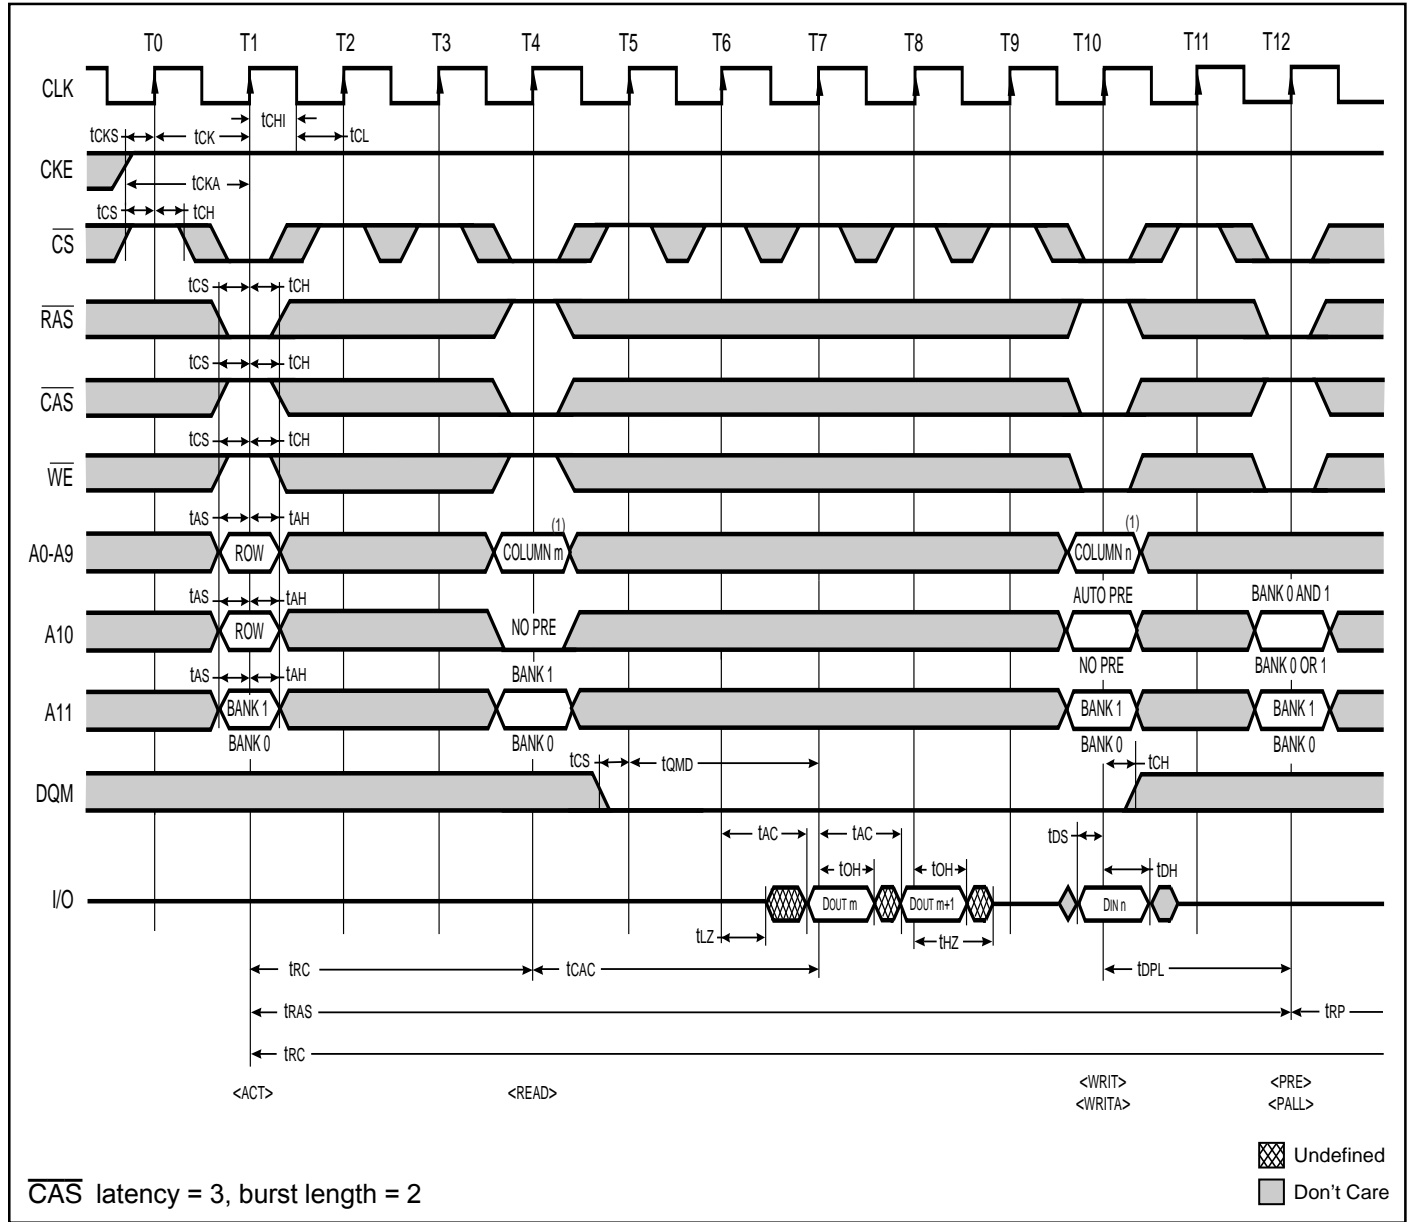 T0 T1 T2 T3 T4 T5 T6 T7 T8 T9 T10 T11 T12
CLK
tCHI
tCKS tCK tCL
CKE
tCKA
tCS tCH
CS
tCS tCH
RAS
tCS tCH
CAS
tCS tCH
WE
tAS tAH (1) (1)
A0-A9 ROW COLUMN m COLUMN n
tAS tAH AUTO PRE BANK 0 AND 1
A10 ROW NO PRE
NO PRE BANK 0 OR 1
tAS tAH BANK 1
A11 BANK 1 BANK 1 BANK 1
BANK 0 BANK 0 BANK 0 BANK 0
tCS tQMD tCH
DQM
tAC tAC tDS
tOH tOH tDH
I/O DOUT m DOUT m+1 DIN n
tLZ tHZ
tRC tCAC tDPL
tRAS tRP
tRC
<ACT> <READ> <WRIT> <PRE>
<WRITA> <PALL>
Undefined
CAS latency = 3, burst length = 2
Don't Care